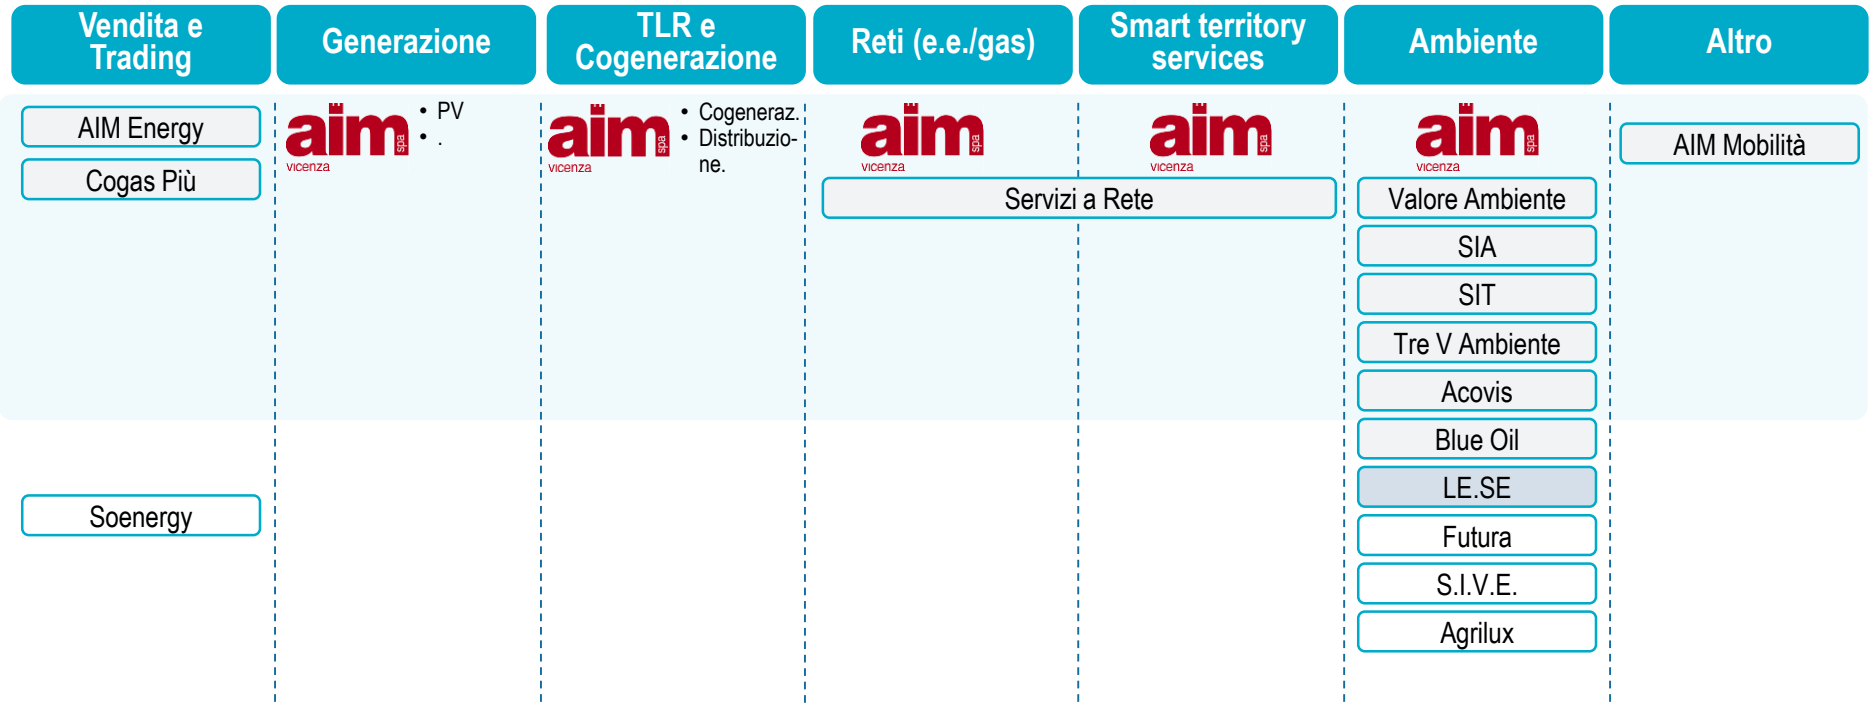 Vendita e
Trading
Generazione
TLR e
Cogenerazione
Reti (e.e./gas)
Smart territory
services
Ambiente
Altro
AIM Energy
Cogas Più
Soenergy
aim spa
vicenza
• PV
• .
aim spa
vicenza
• Cogeneraz.
• Distribuzio-
ne.
aim spa
vicenza
aim spa
vicenza
Servizi a Rete
aim spa
vicenza
Valore Ambiente
SIA
SIT
Tre V Ambiente
Acovis
Blue Oil
LE.SE
Futura
S.I.V.E.
Agrilux
AIM Mobilità